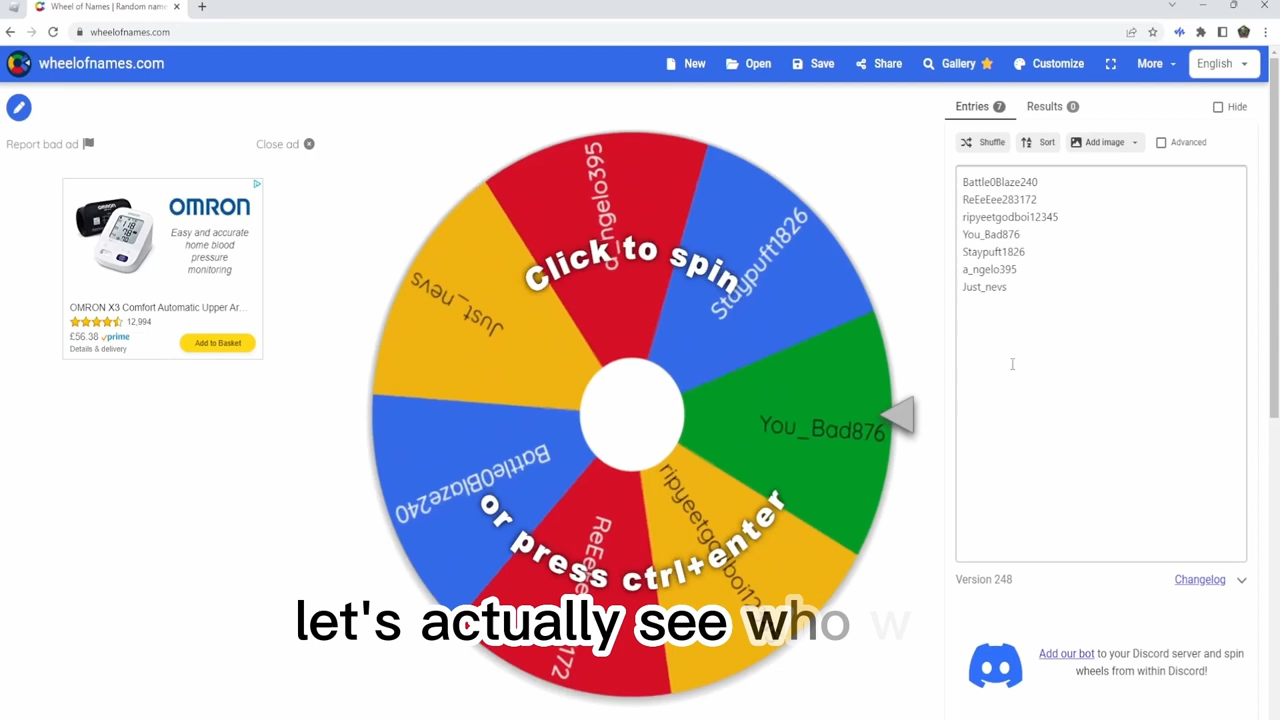 Wheel of Names | Random name
wheelofnames.com
wheelofnames.com
New
Open
Save
Share
Gallery
Customize
More
English
Entries 7
Results 0
Hide
Report bad ad
Close ad
Shuffle
Sort
Add image
Advanced
OMRON
Easy and accurate
home blood
pressure
monitoring
OMRON X3 Comfort Automatic Upper Ar...
12,994
£56.38 prime
Details & delivery
Add to Basket
Battle0Blaze240
ReEeEee283172
ripyeetgodboi12345
You_Bad876
Staypuft1826
a_ngelo395
Just_nevs
a_ngelo395
Staypuft1826
Click to spin
Just_nevs
You_Bad876
Battle0Blaze240
or press ctrl+enter
let's actually see who w
Version 248
Changelog
Add our bot to your Discord server and spin
wheels from within Discord!